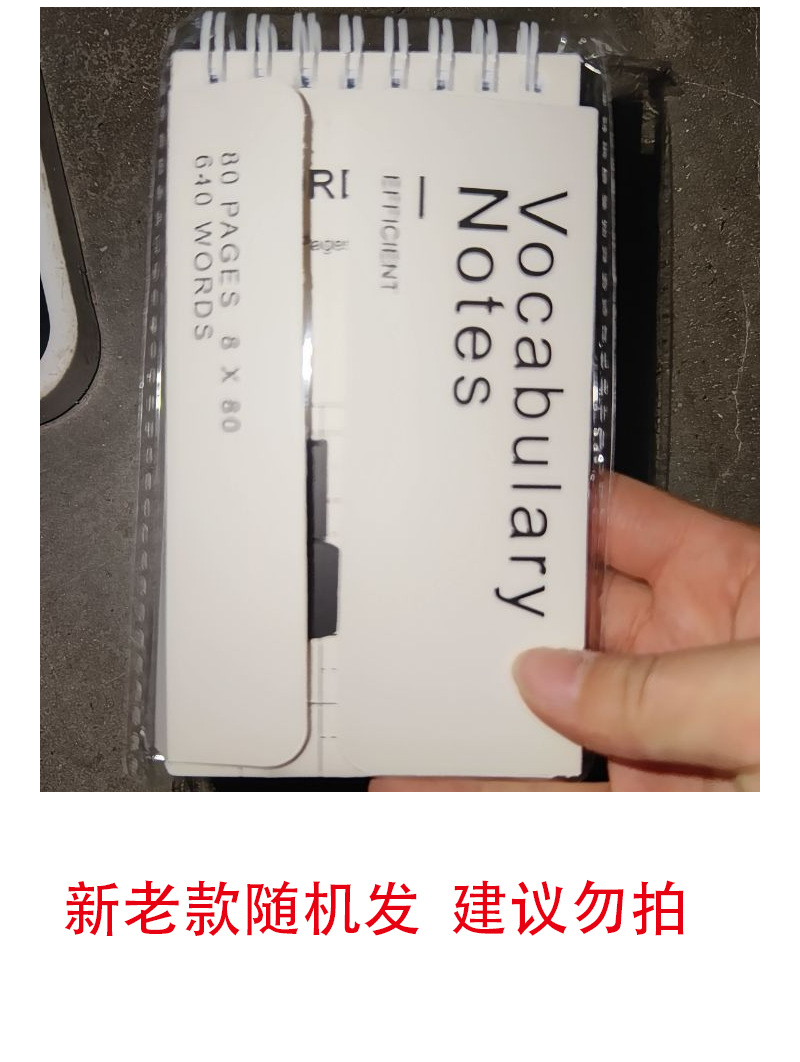 Vocabulary
Notes
EFFICIENT
80 PAGES 8 X 80
640 WORDS
新老款随机发 建议勿拍